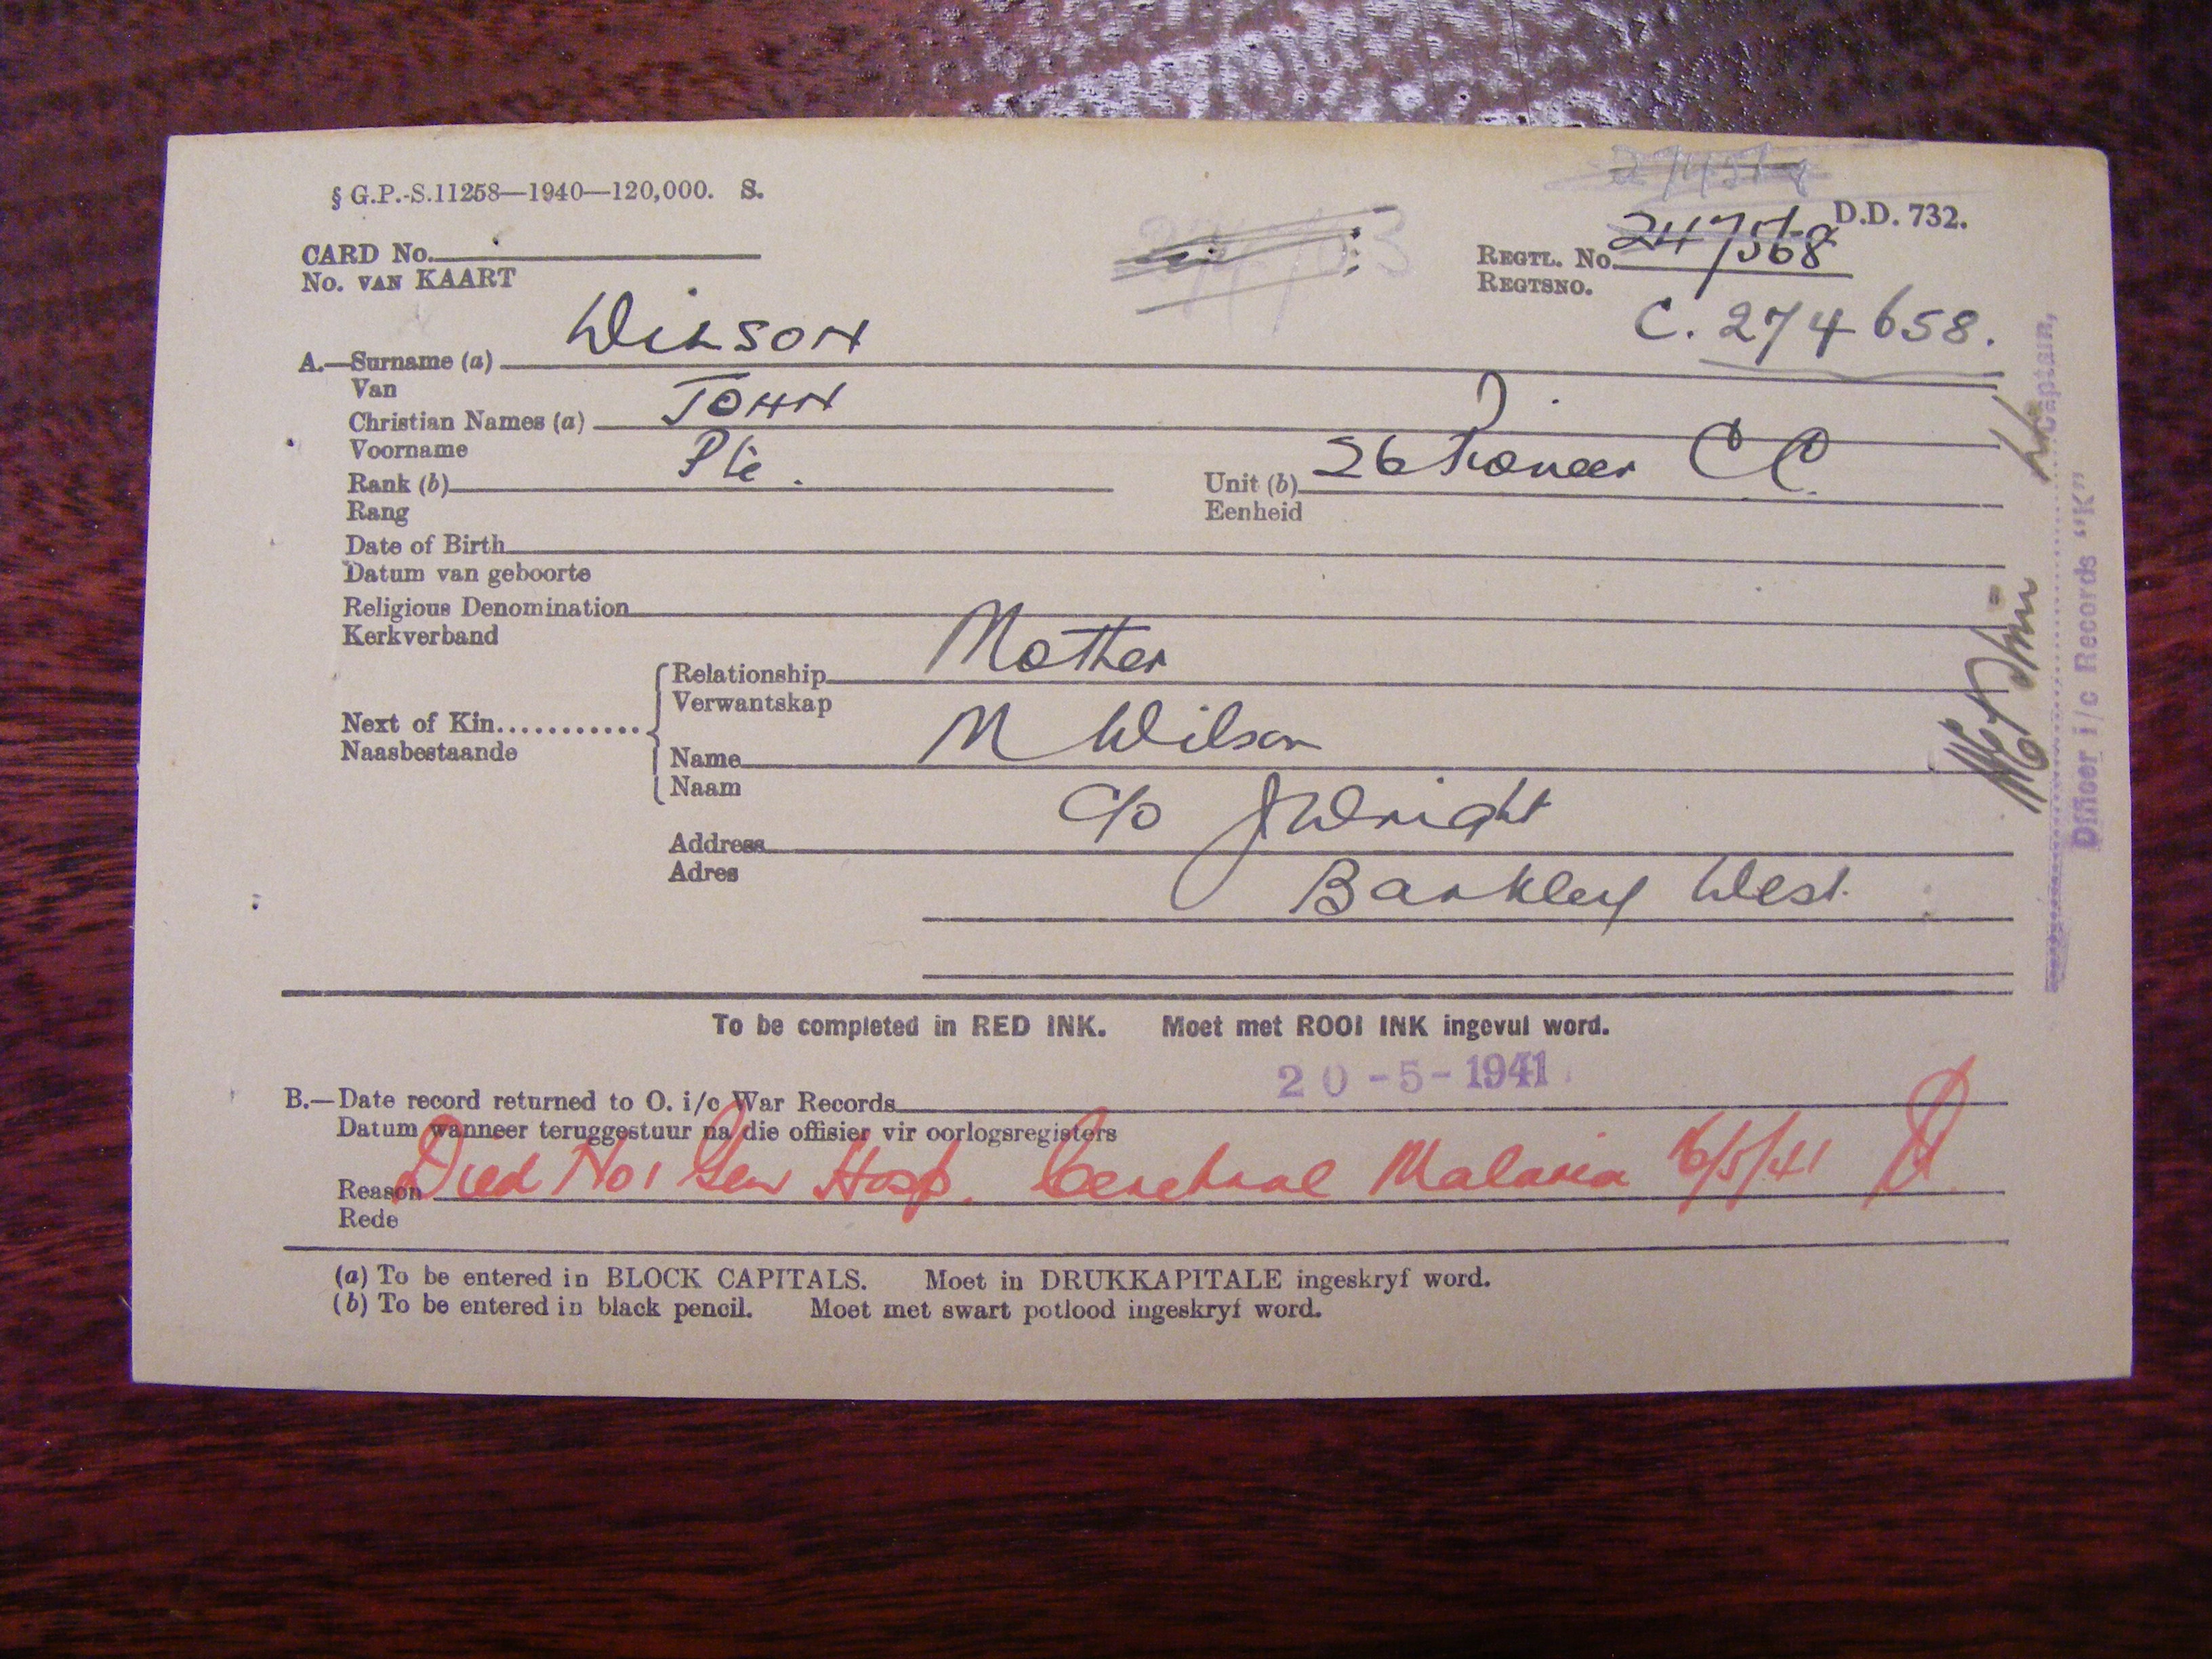 § G.P.-S.11258—1940—120,000. S.
D.D. 732.
CARD No.
No. VAN KAART
REGTL. No.
REGTSNO.
C. 274658.
A.—Surname (a) WILSON
Van
Christian Names (a) JOHN
Voorname
Rank (b) Pte.
Rang
Unit (b) 26 Pioneer CC
Eenheid
Date of Birth
Datum van geboorte
Religious Denomination
Kerkverband
Next of Kin............
Naasbestaande
Relationship Mother
Verwantskap
Name M Wilson
Naam
Address c/o J Wright
Adres
Barkley West.
To be completed in RED INK. Moet met ROOI INK ingevul word.
B.—Date record returned to O. i/c War Records 20-5-1941
Datum wanneer teruggestuur na die offisier vir oorlogsregisters
Reason Died No 1 Gen Hosp. Cerebral Malaria 16/5/41
Rede
(a) To be entered in BLOCK CAPITALS. Moet in DRUKKAPITALE ingeskryf word.
(b) To be entered in black pencil. Moet met swart potlood ingeskryf word.
Captain,
Officer i/c Records "K"